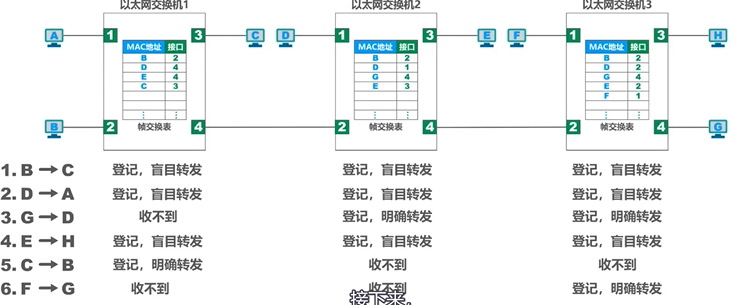 以太网交换机1 以太网交换机2 以太网交换机3
A 1 3 C D 1 3 E F 1 3 H
MAC地址 接口 MAC地址 接口 MAC地址 接口
B 2 B 2 B 2
D 4 D 1 D 2
E 4 G 4 G 4
C 3 E 3 E 2
F 1
⋮ ⋮ ⋮ ⋮ ⋮ ⋮
B 2 帧交换表 4 2 帧交换表 4 2 帧交换表 4 G
1. B → C 登记，盲目转发 登记，盲目转发 登记，盲目转发
2. D → A 登记，盲目转发 登记，盲目转发 登记，盲目转发
3. G → D 收不到 登记，明确转发 登记，明确转发
4. E → H 登记，盲目转发 登记，盲目转发 登记，盲目转发
5. C → B 登记，明确转发 收不到 收不到
6. F → G 收不到 收不到 登记，明确转发
接下来，